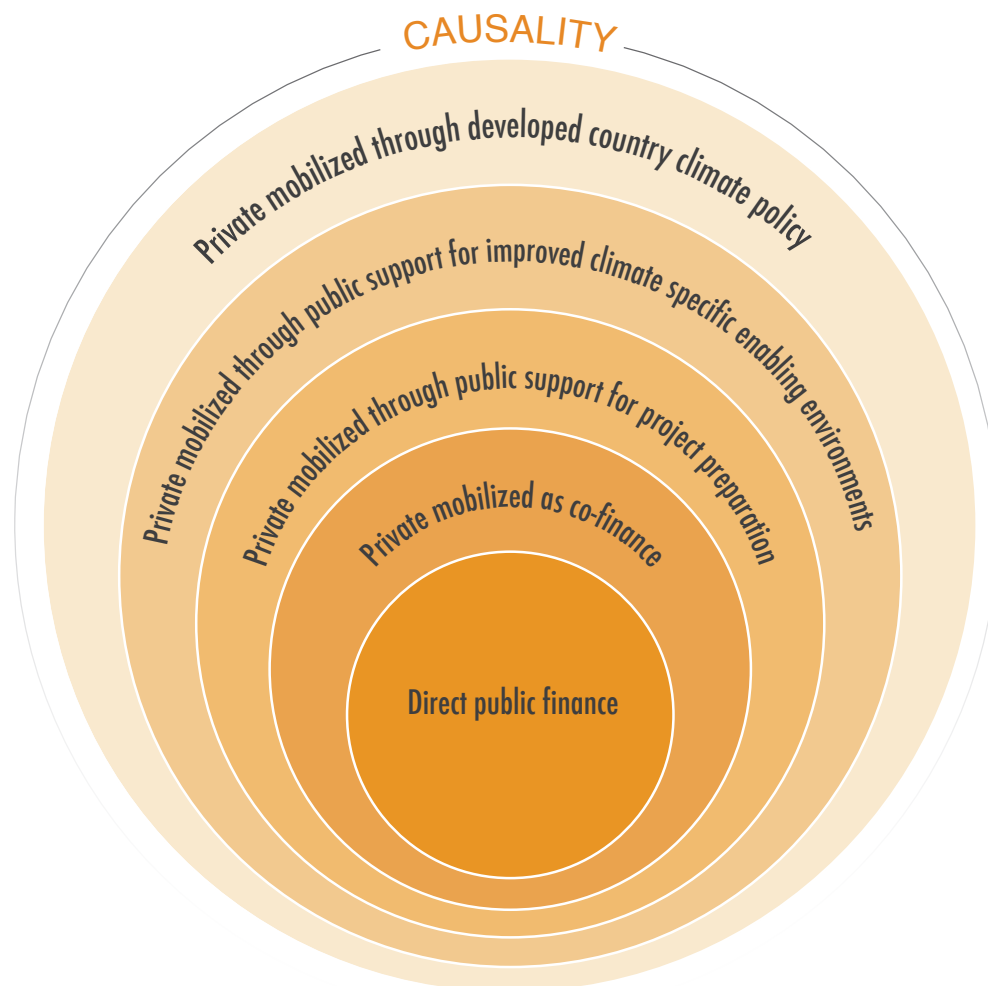 CAUSALITY
Private mobilized through developed country climate policy
Private mobilized through public support for improved climate specific enabling environments
Private mobilized through public support for project preparation
Private mobilized as co-finance
Direct public finance